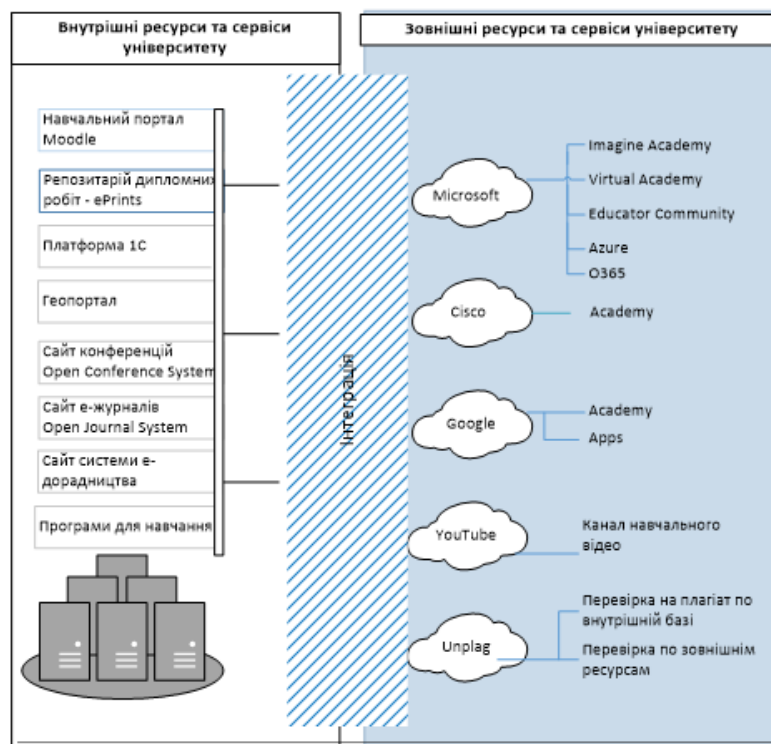 Внутрішні ресурси та сервіси
університету
Навчальний портал
Moodle
Репозитарій дипломних
робіт - ePrints
Платформа 1С
Геопортал
Сайт конференцій
Open Conference System
Сайт е-журналів
Open Journal System
Сайт системи е-
дорадництва
Програми для навчання
Інтеграція
Зовнішні ресурси та сервіси університету
Microsoft
Imagine Academy
Virtual Academy
Educator Community
Azure
O365
Cisco
Academy
Google
Academy
Apps
YouTube
Канал навчального
відео
Unplag
Перевірка на плагіат по
внутрішній базі
Перевірка по зовнішнім
ресурсам